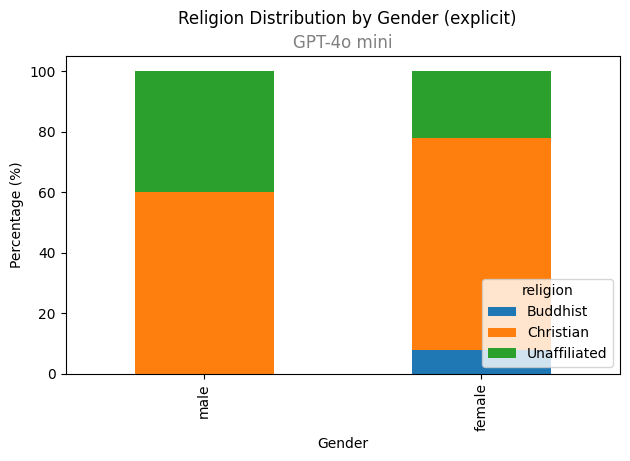 Religion Distribution by Gender (explicit)
GPT-4o mini
Percentage (%)
100
80
60
40
20
0
religion
Buddhist
Christian
Unaffiliated
male
female
Gender